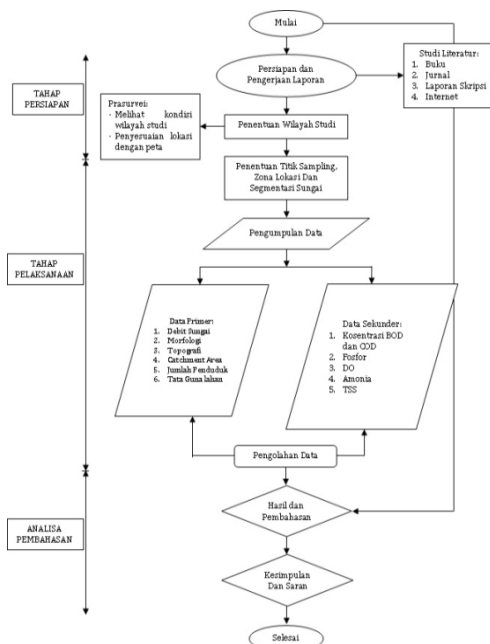 Mulai
Persiapan dan
Pengerjaan Laporan
Studi Literatur:
1. Buku
2. Jurnal
3. Laporan Skripsi
4. Internet
TAHAP
PERSIAPAN
Prasurvei:
- Melihat kondisi
wilayah studi
- Penyesuaian lokasi
dengan peta
Penentuan Wilayah Studi
Penentuan Titik Sampling,
Zona Lokasi Dan
Segmentasi Sungai
Pengumpulan Data
TAHAP
PELAKSANAAN
Data Primer:
1. Debit Sungai
2. Morfologi
3. Topografi
4. Catchment Area
5. Jumlah Penduduk
6. Tata Guna lahan
Data Sekunder:
1. Kosentrasi BOD
dan COD
2. Fosfor
3. DO
4. Amonia
5. TSS
Pengolahan Data
Hasil dan
Pembahasan
ANALISA
PEMBAHASAN
Kesimpulan
Dan Saran
Selesai